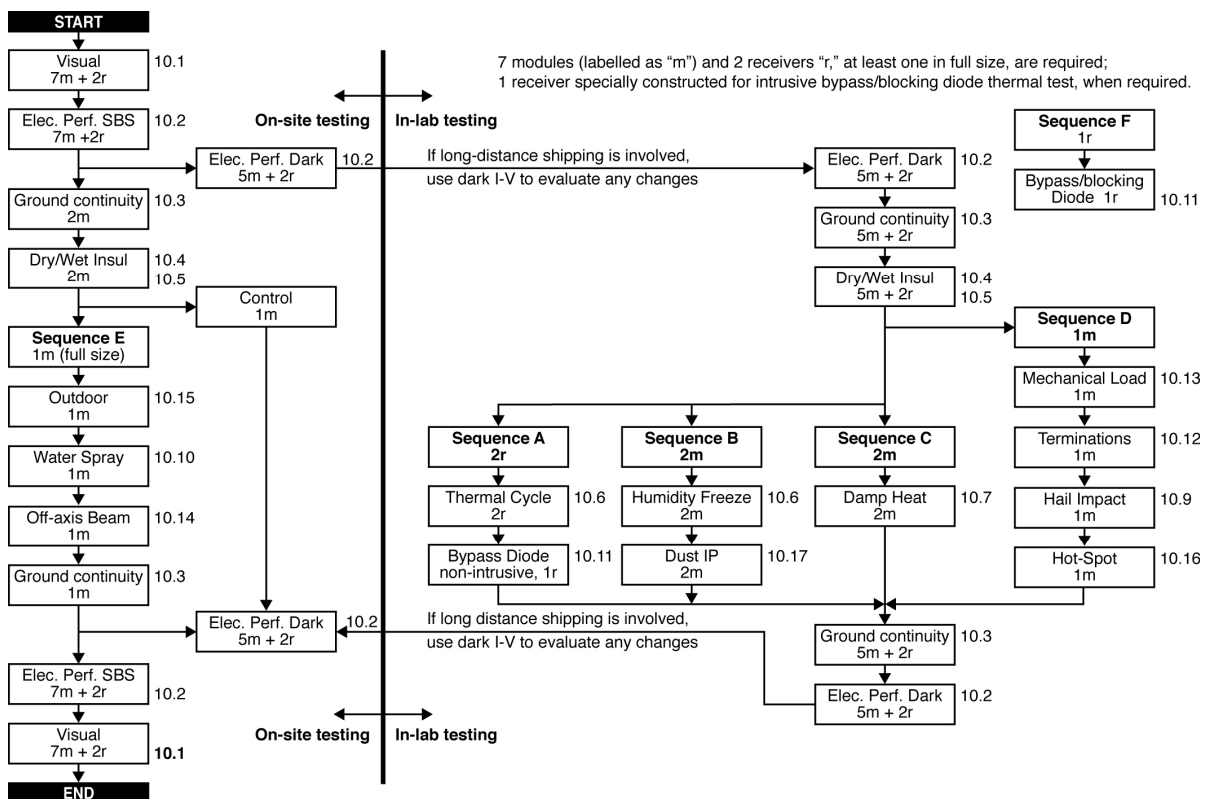 START
Visual
7m + 2r
10.1
Elec. Perf. SBS
7m +2r
10.2
Ground continuity
2m
10.3
Dry/Wet Insul
2m
10.4
10.5
Sequence E
1m (full size)
Outdoor
1m
10.15
Water Spray
1m
10.10
Off-axis Beam
1m
10.14
Ground continuity
1m
10.3
Elec. Perf. SBS
7m + 2r
10.2
Visual
7m + 2r
10.1
END
Elec. Perf. Dark
5m + 2r
10.2
Control
1m
Elec. Perf. Dark
5m + 2r
10.2
On-site testing
In-lab testing
On-site testing
In-lab testing
7 modules (labelled as “m”) and 2 receivers “r,” at least one in full size, are required;
1 receiver specially constructed for intrusive bypass/blocking diode thermal test, when required.
If long-distance shipping is involved,
use dark I-V to evaluate any changes
Elec. Perf. Dark
5m + 2r
10.2
Ground continuity
5m + 2r
10.3
Dry/Wet Insul
5m + 2r
10.4
10.5
Sequence F
1r
Bypass/blocking
Diode 1r
10.11
Sequence A
2r
Thermal Cycle
2r
10.6
Bypass Diode
non-intrusive, 1r
10.11
Sequence B
2m
Humidity Freeze
2m
10.6
Dust IP
2m
10.17
Sequence C
2m
Damp Heat
2m
10.7
Sequence D
1m
Mechanical Load
1m
10.13
Terminations
1m
10.12
Hail Impact
1m
10.9
Hot-Spot
1m
10.16
Ground continuity
5m + 2r
10.3
Elec. Perf. Dark
5m + 2r
10.2
If long distance shipping is involved,
use dark I-V to evaluate any changes